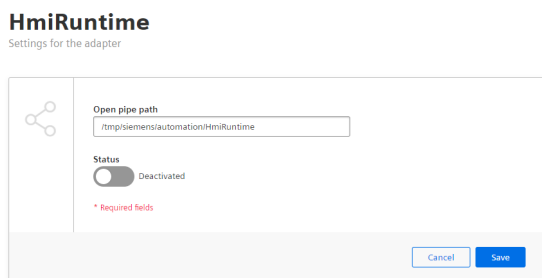 HmiRuntime
Settings for the adapter
Open pipe path
/tmp/siemens/automation/HmiRuntime
Status
Deactivated
* Required fields
Cancel Save